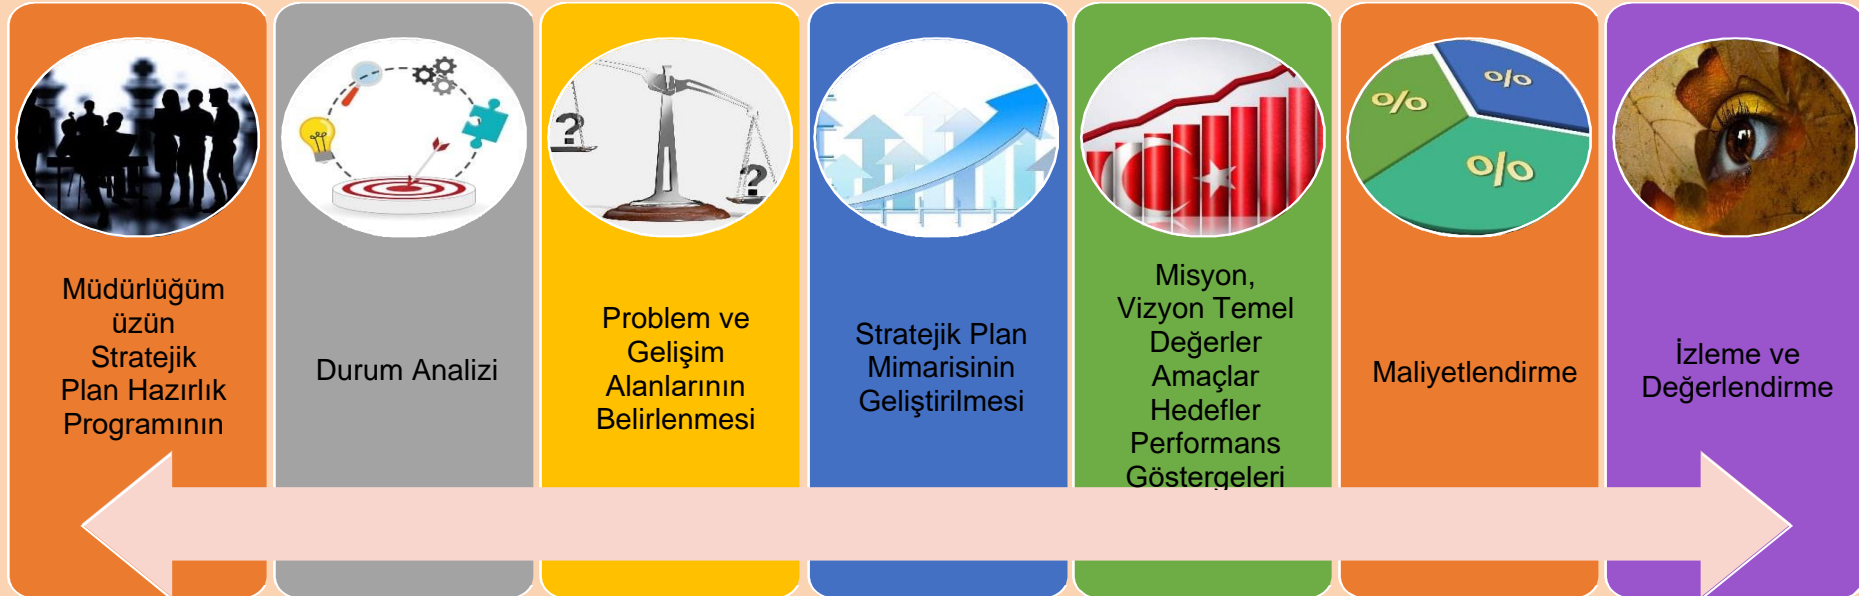 Müdürlüğüm
üzün
Stratejik
Plan Hazırlık
Programının
Durum Analizi
Problem ve
Gelişim
Alanlarının
Belirlenmesi
Stratejik Plan
Mimarisinin
Geliştirilmesi
Misyon,
Vizyon Temel
Değerler
Amaçlar
Hedefler
Performans
Göstergeleri
Maliyetlendirme
İzleme ve
Değerlendirme
?
?
%
%
%